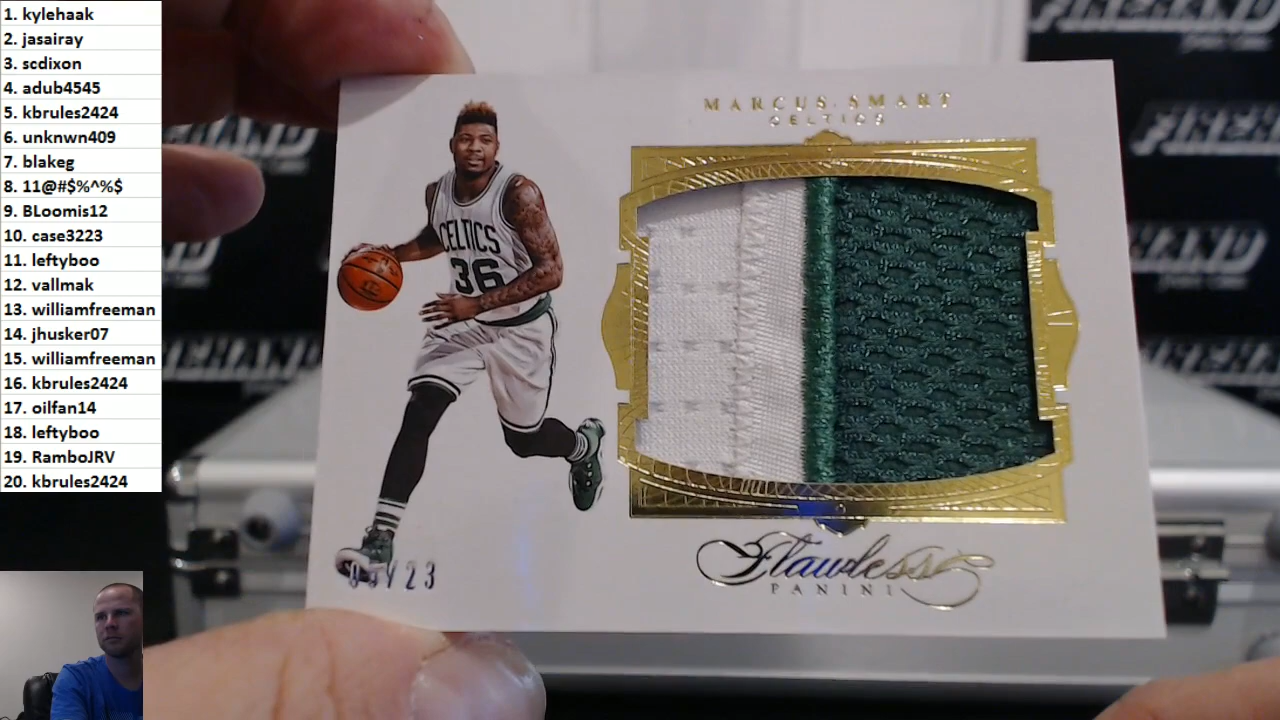 1. kylehaak
2. jasairay
3. scdixon
4. adub4545
5. kbrules2424
6. unknwn409
7. blakeg
8. 11@#$%^%$
9. BLoomis12
10. case3223
11. leftyboo
12. vallmak
13. williamfreeman
14. jhusker07
15. williamfreeman
16. kbrules2424
17. oilfan14
18. leftyboo
19. RamboJRV
20. kbrules2424
MARCUS SMART
CELTICS
CELTICS
36
/23
Flawless
PANINI